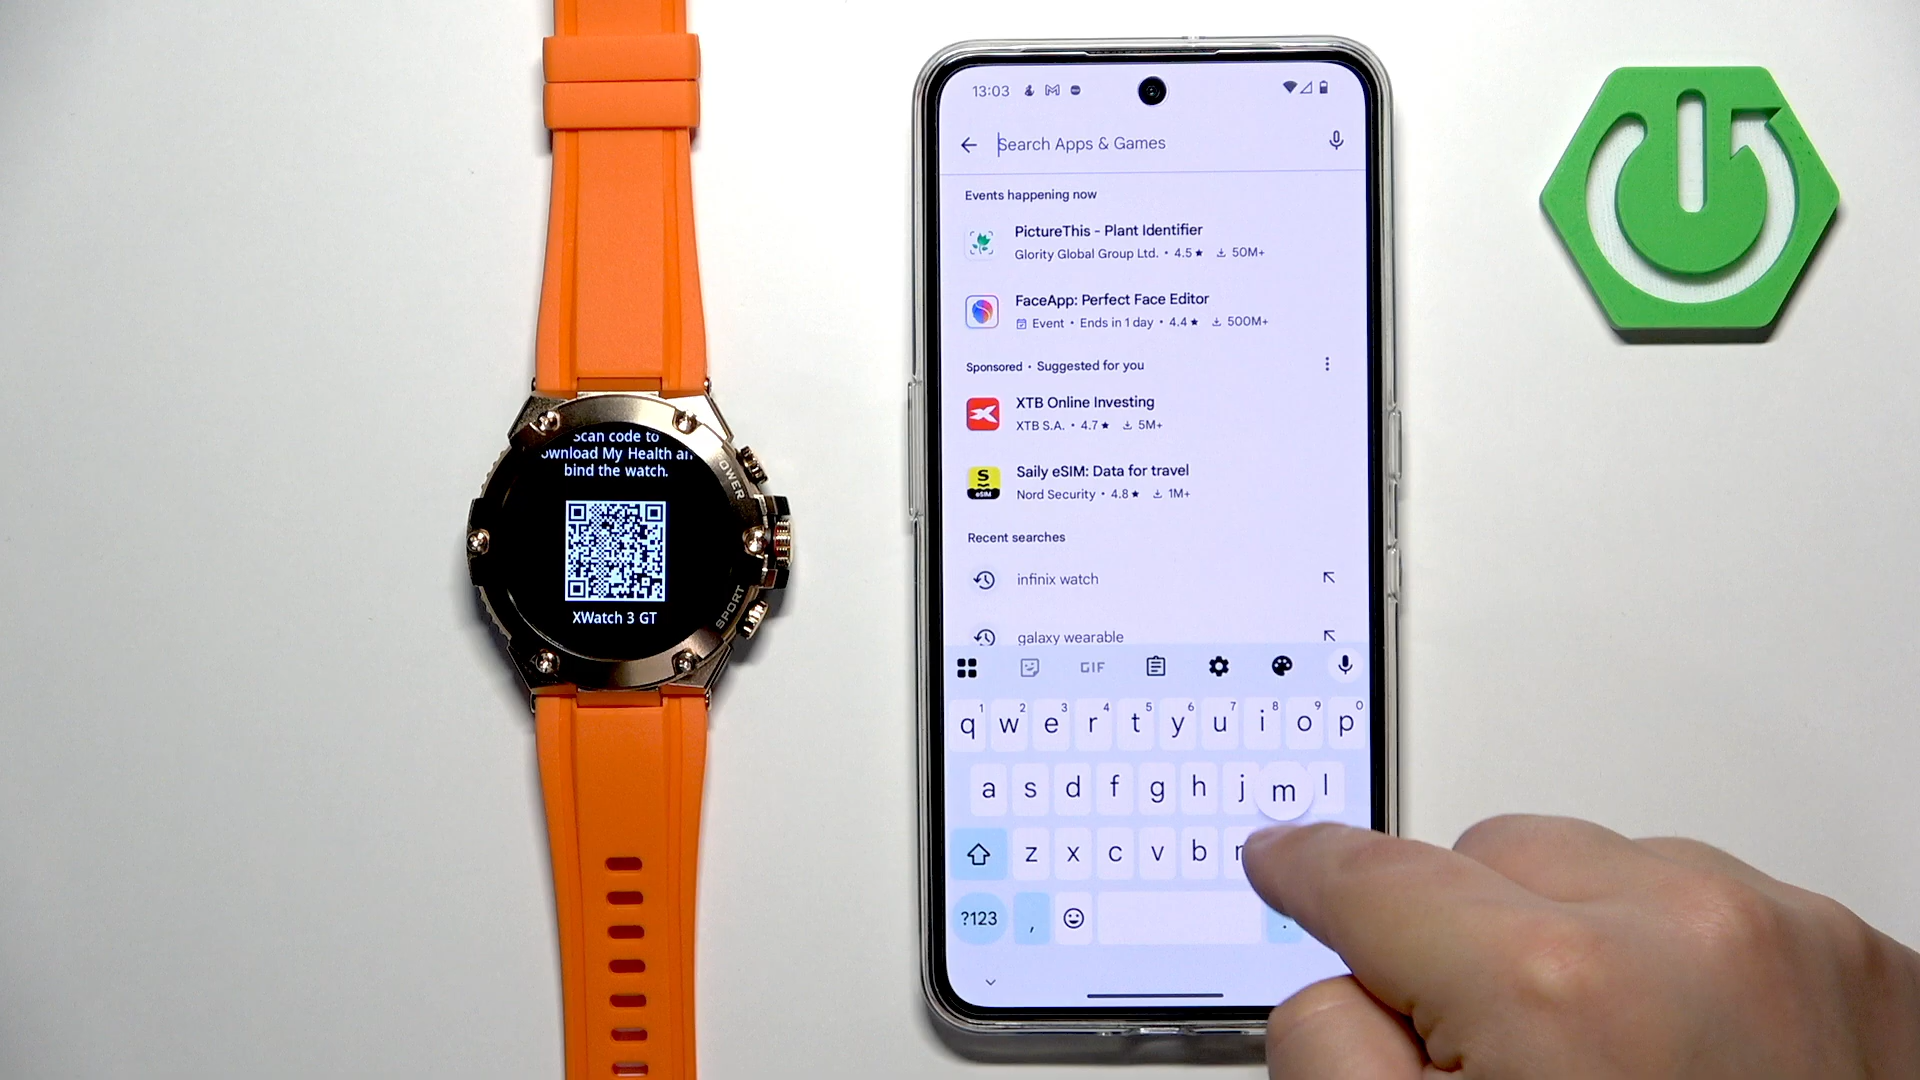 Scan code to
ownload My Health an
bind the watch.
XWatch 3 GT
POWER
SPORT
13:03
Search Apps & Games
Events happening now
PictureThis - Plant Identifier
Glority Global Group Ltd. • 4.5★ 50M+
FaceApp: Perfect Face Editor
Event • Ends in 1 day • 4.4★ 500M+
Sponsored • Suggested for you
XTB Online Investing
XTB S.A. • 4.7★ 5M+
S
eSIM
Saily eSIM: Data for travel
Nord Security • 4.8★ 1M+
Recent searches
infinix watch
galaxy wearable
GIF
1 2 3 4 5 6 7 8 9 0
q w e r t y u i o p
a s d f g h j m l
z x c v b
?123 , .